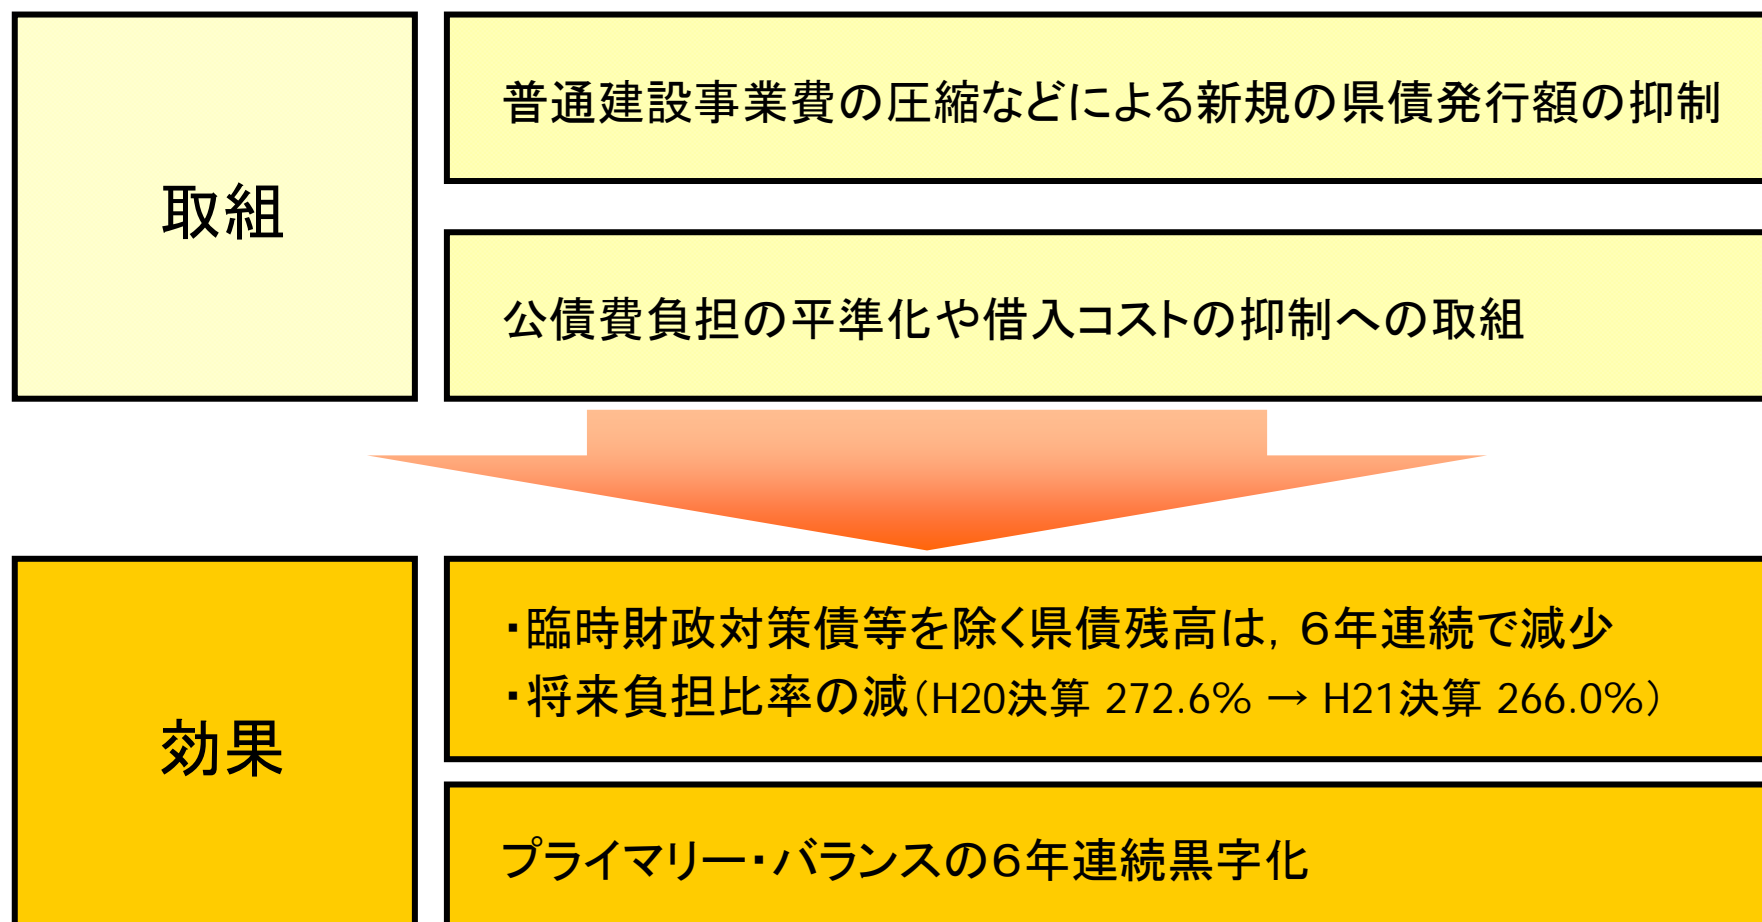 取組
普通建設事業費の圧縮などによる新規の県債発行額の抑制
公債費負担の平準化や借入コストの抑制への取組
効果
・臨時財政対策債等を除く県債残高は，６年連続で減少
・将来負担比率の減（H20決算 272.6% → H21決算 266.0%）
プライマリー・バランスの６年連続黒字化